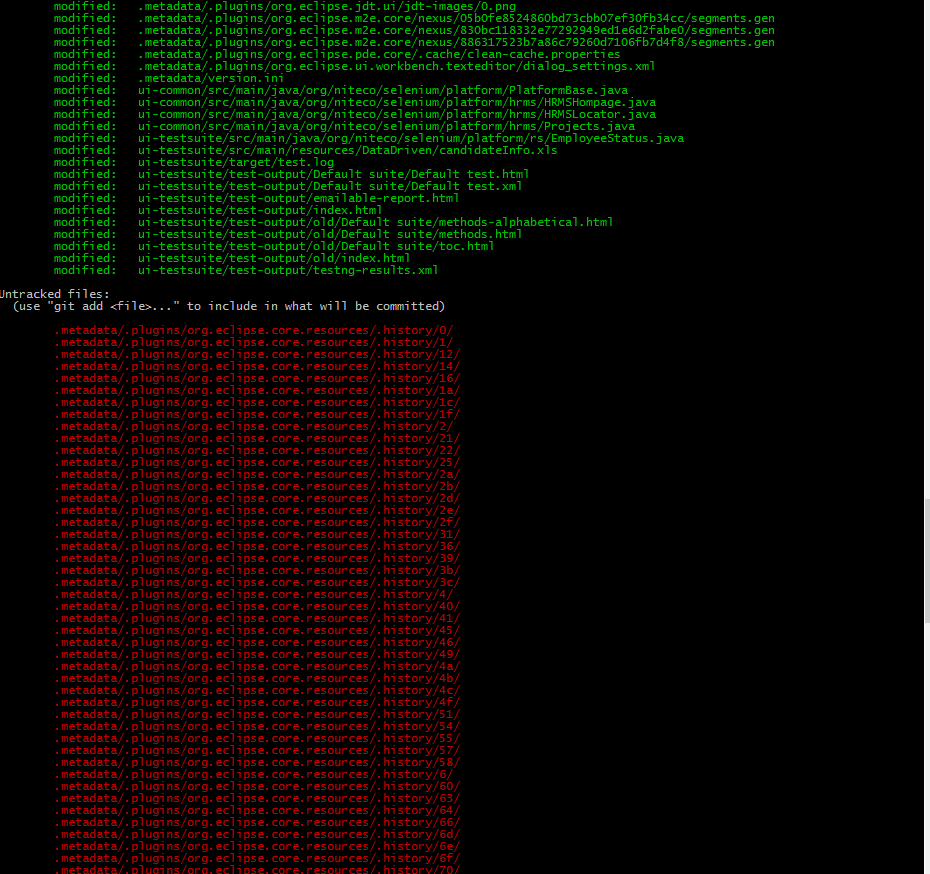 modified:   .metadata/.plugins/org.eclipse.jdt.ui/jdt-images/0.png
modified:   .metadata/.plugins/org.eclipse.m2e.core/nexus/05b0fe8524860bd73cbb07ef30fb34cc/segments.gen
modified:   .metadata/.plugins/org.eclipse.m2e.core/nexus/830bc118332e77292949ed1e6d2fabe0/segments.gen
modified:   .metadata/.plugins/org.eclipse.m2e.core/nexus/886317523b7a86c79260d7106fb7d4f8/segments.gen
modified:   .metadata/.plugins/org.eclipse.pde.core/.cache/clean-cache.properties
modified:   .metadata/.plugins/org.eclipse.ui.workbench.texteditor/dialog_settings.xml
modified:   .metadata/version.ini
modified:   ui-common/src/main/java/org/niteco/selenium/platform/PlatformBase.java
modified:   ui-common/src/main/java/org/niteco/selenium/platform/hrms/HRMSHompage.java
modified:   ui-common/src/main/java/org/niteco/selenium/platform/hrms/HRMSLocator.java
modified:   ui-common/src/main/java/org/niteco/selenium/platform/hrms/Projects.java
modified:   ui-testsuite/src/main/java/org/niteco/selenium/platform/rs/EmployeeStatus.java
modified:   ui-testsuite/src/main/resources/DataDriven/candidateInfo.xls
modified:   ui-testsuite/target/test.log
modified:   ui-testsuite/test-output/Default suite/Default test.html
modified:   ui-testsuite/test-output/Default suite/Default test.xml
modified:   ui-testsuite/test-output/emailable-report.html
modified:   ui-testsuite/test-output/index.html
modified:   ui-testsuite/test-output/old/Default suite/methods-alphabetical.html
modified:   ui-testsuite/test-output/old/Default suite/methods.html
modified:   ui-testsuite/test-output/old/Default suite/toc.html
modified:   ui-testsuite/test-output/old/index.html
modified:   ui-testsuite/test-output/testng-results.xml
Untracked files:
(use "git add <file>..." to include in what will be committed)
.metadata/.plugins/org.eclipse.core.resources/.history/0/
.metadata/.plugins/org.eclipse.core.resources/.history/1/
.metadata/.plugins/org.eclipse.core.resources/.history/12/
.metadata/.plugins/org.eclipse.core.resources/.history/14/
.metadata/.plugins/org.eclipse.core.resources/.history/16/
.metadata/.plugins/org.eclipse.core.resources/.history/1a/
.metadata/.plugins/org.eclipse.core.resources/.history/1c/
.metadata/.plugins/org.eclipse.core.resources/.history/1f/
.metadata/.plugins/org.eclipse.core.resources/.history/2/
.metadata/.plugins/org.eclipse.core.resources/.history/21/
.metadata/.plugins/org.eclipse.core.resources/.history/22/
.metadata/.plugins/org.eclipse.core.resources/.history/25/
.metadata/.plugins/org.eclipse.core.resources/.history/2a/
.metadata/.plugins/org.eclipse.core.resources/.history/2b/
.metadata/.plugins/org.eclipse.core.resources/.history/2d/
.metadata/.plugins/org.eclipse.core.resources/.history/2e/
.metadata/.plugins/org.eclipse.core.resources/.history/2f/
.metadata/.plugins/org.eclipse.core.resources/.history/31/
.metadata/.plugins/org.eclipse.core.resources/.history/36/
.metadata/.plugins/org.eclipse.core.resources/.history/39/
.metadata/.plugins/org.eclipse.core.resources/.history/3b/
.metadata/.plugins/org.eclipse.core.resources/.history/3c/
.metadata/.plugins/org.eclipse.core.resources/.history/4/
.metadata/.plugins/org.eclipse.core.resources/.history/40/
.metadata/.plugins/org.eclipse.core.resources/.history/41/
.metadata/.plugins/org.eclipse.core.resources/.history/45/
.metadata/.plugins/org.eclipse.core.resources/.history/46/
.metadata/.plugins/org.eclipse.core.resources/.history/49/
.metadata/.plugins/org.eclipse.core.resources/.history/4a/
.metadata/.plugins/org.eclipse.core.resources/.history/4b/
.metadata/.plugins/org.eclipse.core.resources/.history/4c/
.metadata/.plugins/org.eclipse.core.resources/.history/4f/
.metadata/.plugins/org.eclipse.core.resources/.history/51/
.metadata/.plugins/org.eclipse.core.resources/.history/54/
.metadata/.plugins/org.eclipse.core.resources/.history/55/
.metadata/.plugins/org.eclipse.core.resources/.history/57/
.metadata/.plugins/org.eclipse.core.resources/.history/58/
.metadata/.plugins/org.eclipse.core.resources/.history/6/
.metadata/.plugins/org.eclipse.core.resources/.history/60/
.metadata/.plugins/org.eclipse.core.resources/.history/63/
.metadata/.plugins/org.eclipse.core.resources/.history/64/
.metadata/.plugins/org.eclipse.core.resources/.history/66/
.metadata/.plugins/org.eclipse.core.resources/.history/6d/
.metadata/.plugins/org.eclipse.core.resources/.history/6e/
.metadata/.plugins/org.eclipse.core.resources/.history/6f/
.metadata/.plugins/org.eclipse.core.resources/.history/70/